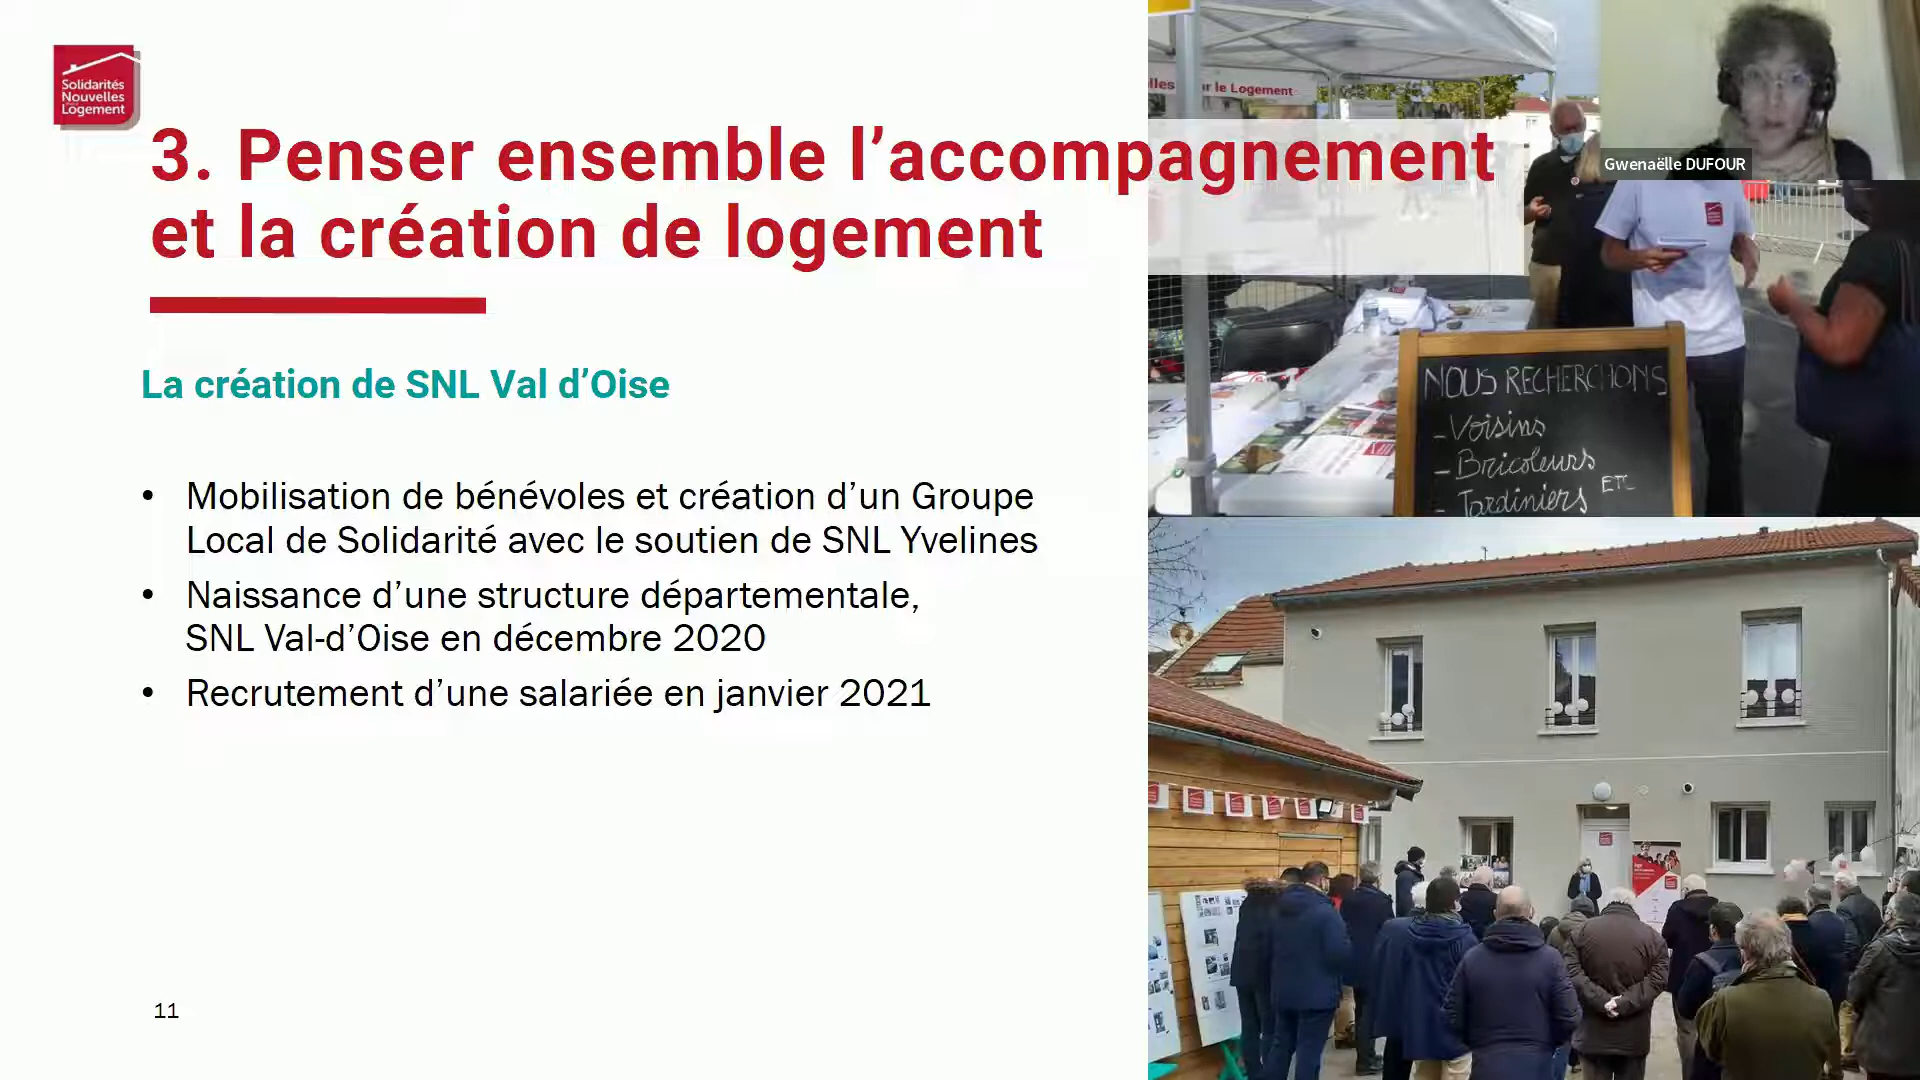 Solidarités
Nouvelles
Logement
3. Penser ensemble l’accompagnement
et la création de logement
La création de SNL Val d’Oise
• Mobilisation de bénévoles et création d’un Groupe
Local de Solidarité avec le soutien de SNL Yvelines
• Naissance d’une structure départementale,
SNL Val-d’Oise en décembre 2020
• Recrutement d’une salariée en janvier 2021
11
le Logement
Gwenaëlle DUFOUR
NOUS RECHERCHONS
- Voisins
- Bricoleurs
- Jardiniers ETC